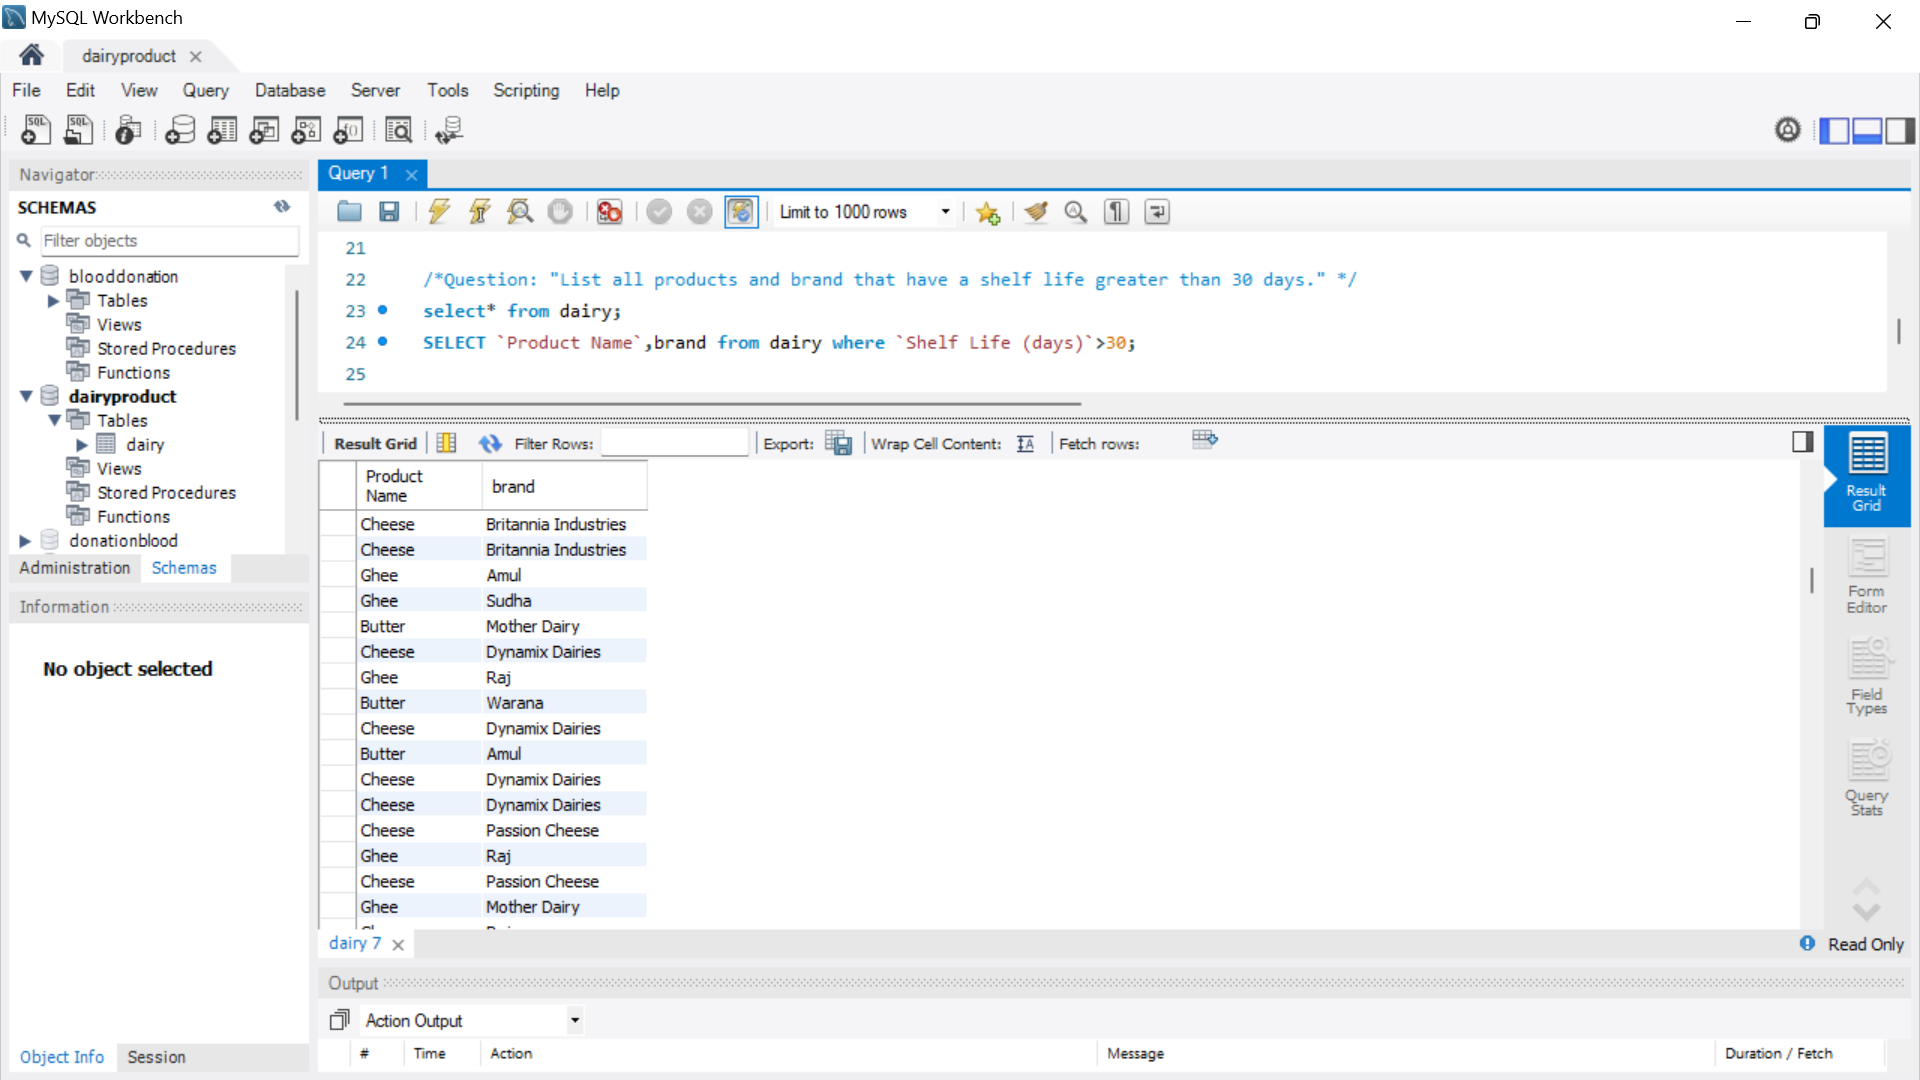 MySQL Workbench
dairyproduct
File Edit View Query Database Server Tools Scripting Help
Navigator
SCHEMAS
Filter objects
blooddonation
Tables
Views
Stored Procedures
Functions
dairyproduct
Tables
dairy
Views
Stored Procedures
Functions
donationblood
Administration Schemas
Information
No object selected
Object Info Session
Query 1
Limit to 1000 rows
21
22 /*Question: "List all products and brand that have a shelf life greater than 30 days." */
23 select* from dairy;
24 SELECT `Product Name`,brand from dairy where `Shelf Life (days)`>30;
25
Result Grid Filter Rows: Export: Wrap Cell Content: Fetch rows:
Product Name brand
Cheese Britannia Industries
Cheese Britannia Industries
Ghee Amul
Ghee Sudha
Butter Mother Dairy
Cheese Dynamix Dairies
Ghee Raj
Butter Warana
Cheese Dynamix Dairies
Butter Amul
Cheese Dynamix Dairies
Cheese Dynamix Dairies
Cheese Passion Cheese
Ghee Raj
Cheese Passion Cheese
Ghee Mother Dairy
Result Grid
Form Editor
Field Types
Query Stats
dairy 7
Read Only
Output
Action Output
# Time Action Message Duration / Fetch